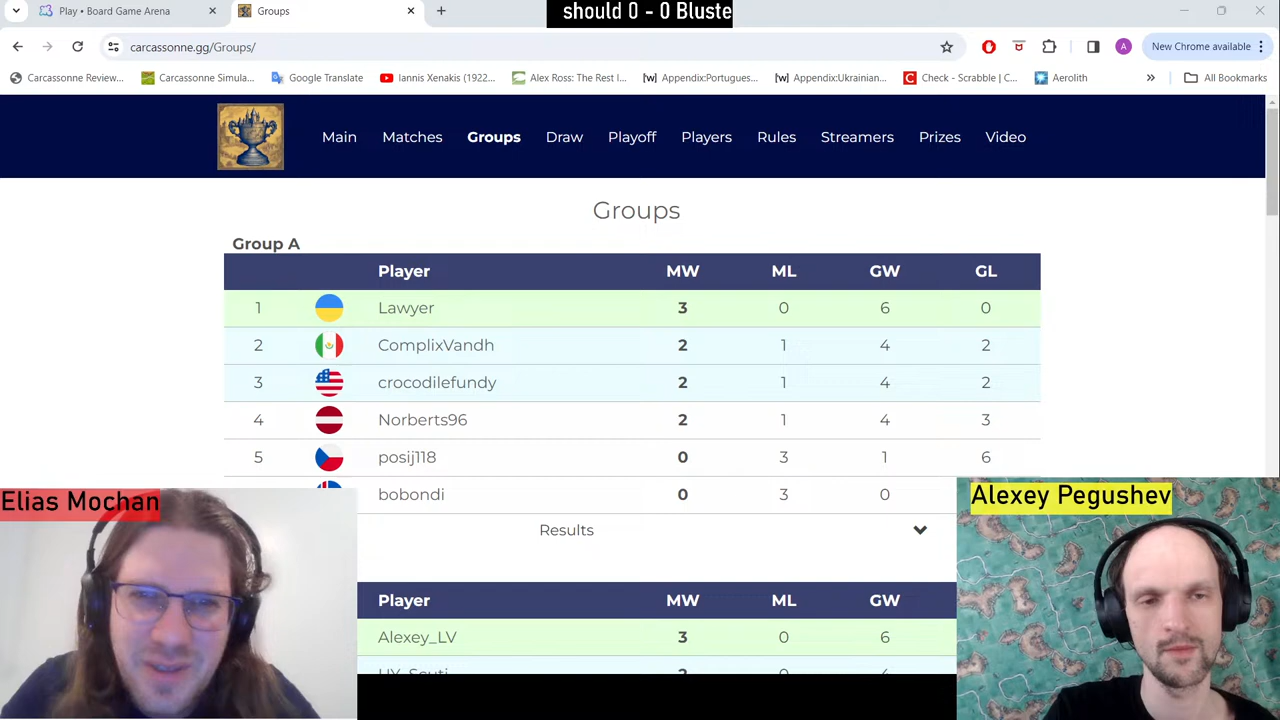 Play • Board Game Arena
Groups
should 0 - 0 Bluste
carcassonne.gg/Groups/
A
New Chrome available
Carcassonne Review...
Carcassonne Simula...
Google Translate
Iannis Xenakis (1922...
Alex Ross: The Rest I...
[w] Appendix:Portugues...
[w] Appendix:Ukrainian...
Check - Scrabble | C...
Aerolith
»
All Bookmarks
Main Matches Groups Draw Playoff Players Rules Streamers Prizes Video
Groups
Group A
Player MW ML GW GL
1 Lawyer 3 0 6 0
2 ComplixVandh 2 1 4 2
3 crocodilefundy 2 1 4 2
4 Norberts96 2 1 4 3
5 posij118 0 3 1 6
bobondi 0 3 0
Results
Elias Mochan
Alexey Pegushev
Player MW ML GW
Alexey_LV 3 0 6